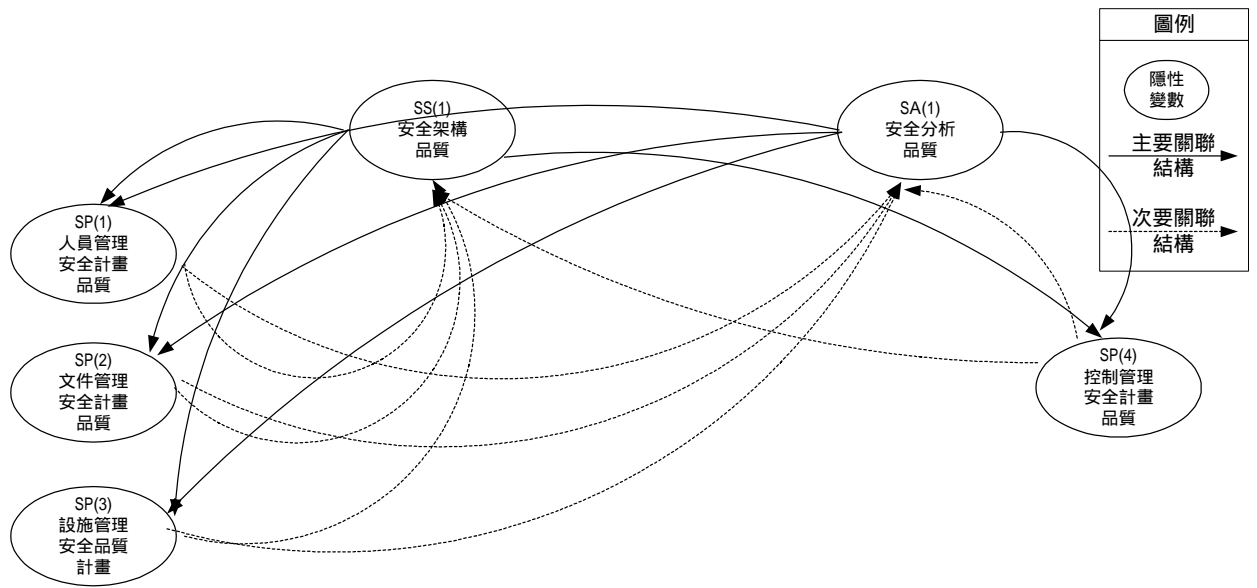 圖例
隱性
變數
主要關聯
結構
次要關聯
結構
SS(1)
安全架構
品質
SA(1)
安全分析
品質
SP(1)
人員管理
安全計畫
品質
SP(2)
文件管理
安全計畫
品質
SP(3)
設施管理
安全品質
計畫
SP(4)
控制管理
安全計畫
品質